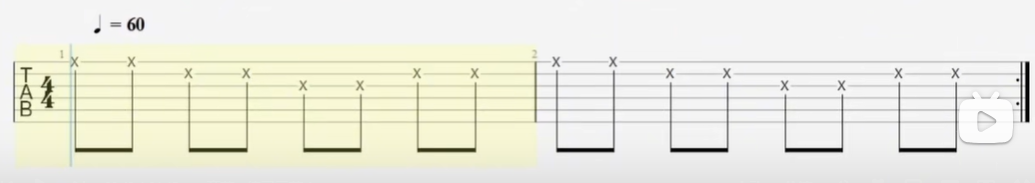 ♩ = 60
1 2
x x x x x x x x x x x x x x x x
T
A
B
4
4